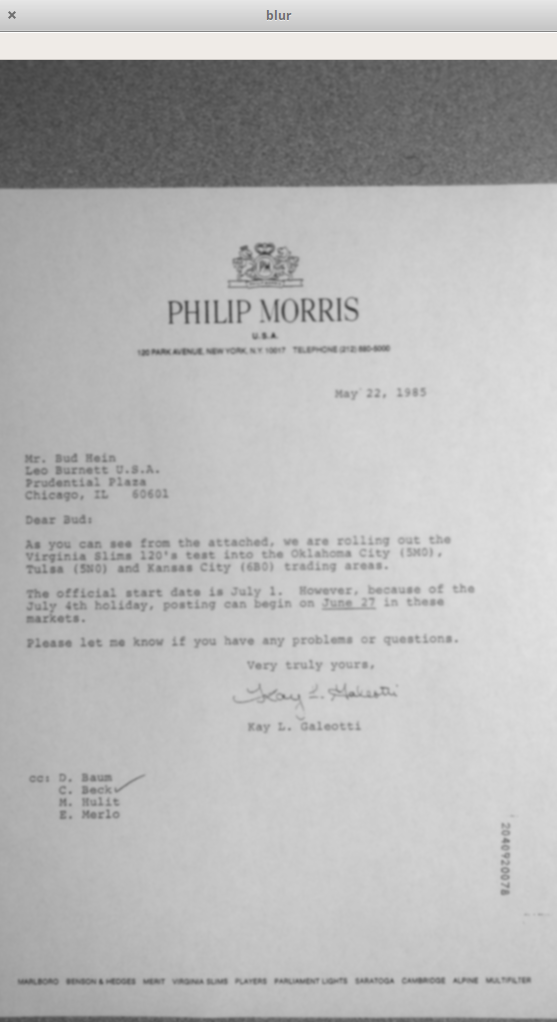 blur
PHILIP MORRIS
U.S.A.
120 PARK AVENUE, NEW YORK, N.Y. 10017 TELEPHONE (212) 880-5000
May 22, 1985
Mr. Bud Hein
Leo Burnett U.S.A.
Prudential Plaza
Chicago, IL 60601
Dear Bud:
As you can see from the attached, we are rolling out the
Virginia Slims 120's test into the Oklahoma City (5M0),
Tulsa (5N0) and Kansas City (6B0) trading areas.
The official start date is July 1. However, because of the
July 4th holiday, posting can begin on June 27 in these
markets.
Please let me know if you have any problems or questions.
Very truly yours,
Kay L. Galeotti
Kay L. Galeotti
cc: D. Baum
C. Beck
M. Hulit
E. Merlo
2040920078
MARLBORO BENSON & HEDGES MERIT VIRGINIA SLIMS PLAYERS PARLIAMENT LIGHTS SARATOGA CAMBRIDGE ALPINE MULTIFILTER